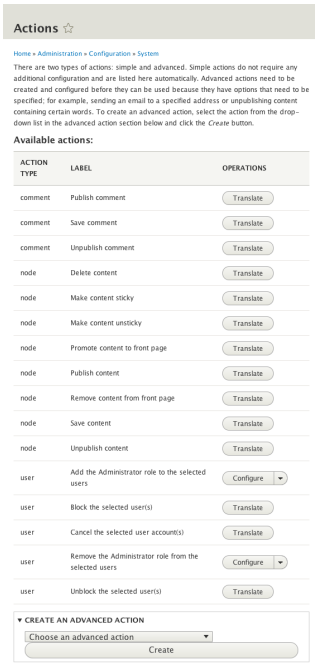 Actions
Home » Administration » Configuration » System
There are two types of actions: simple and advanced. Simple actions do not require any
additional configuration and are listed here automatically. Advanced actions need to be
created and configured before they can be used because they have options that need to be
specified; for example, sending an email to a specified address or unpublishing content
containing certain words. To create an advanced action, select the action from the drop-
down list in the advanced action section below and click the Create button.
Available actions:
ACTION TYPE LABEL OPERATIONS
comment Publish comment Translate
comment Save comment Translate
comment Unpublish comment Translate
node Delete content Translate
node Make content sticky Translate
node Make content unsticky Translate
node Promote content to front page Translate
node Publish content Translate
node Remove content from front page Translate
node Save content Translate
node Unpublish content Translate
user Add the Administrator role to the selected users Configure
user Block the selected user(s) Translate
user Cancel the selected user account(s) Translate
user Remove the Administrator role from the selected users Configure
user Unblock the selected user(s) Translate
CREATE AN ADVANCED ACTION
Choose an advanced action
Create